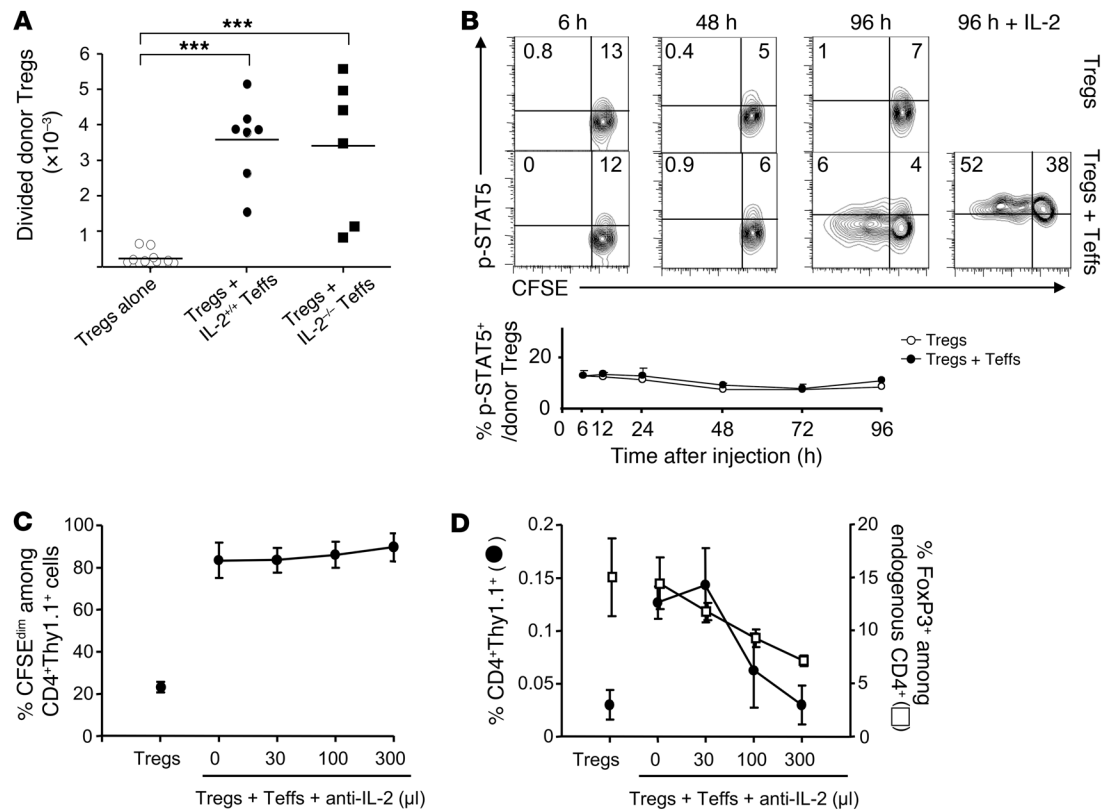 A
***
***
Divided donor Tregs
(×10⁻³)
6
5
4
3
2
1
Tregs alone
Tregs +
IL-2⁺/⁺ Teffs
Tregs +
IL-2⁻/⁻ Teffs
B
6 h
48 h
96 h
96 h + IL-2
0.8
13
0.4
5
1
7
Tregs
0
12
0.9
6
6
4
52
38
Tregs + Teffs
p-STAT5
CFSE
% p-STAT5⁺
/donor Tregs
20
0
0
6
12
24
48
72
96
Time after injection (h)
Tregs
Tregs + Teffs
C
% CFSEᵈⁱᵐ among
CD4⁺Thy1.1⁺ cells
100
80
60
40
20
0
Tregs
0
30
100
300
Tregs + Teffs + anti-IL-2 (µl)
D
% CD4⁺Thy1.1⁺ (●)
0.2
0.15
0.1
0.05
0
20
15
10
5
0
% FoxP3⁺ among
endogenous CD4⁺ (□)
Tregs
0
30
100
300
Tregs + Teffs + anti-IL-2 (µl)